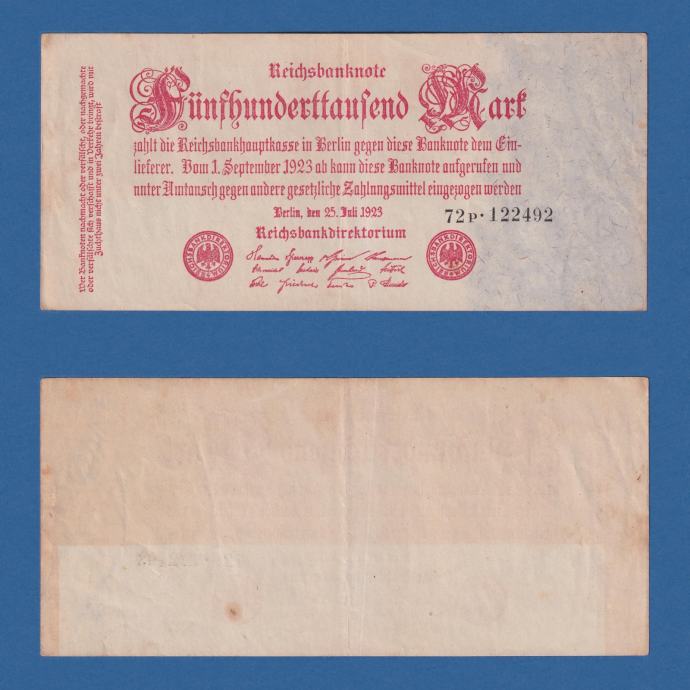 Reichsbanknote
Fünfhunderttausend Mark
zahlt die Reichsbankhauptkasse in Berlin gegen diese Banknote dem Ein-
lieferer. Vom 1. September 1923 ab kann diese Banknote aufgerufen und
unter Umtausch gegen andere gesetzliche Zahlungsmittel eingezogen werden
Berlin, den 25. Juli 1923
72P·122492
Reichsbankdirektorium
REICHSBANKDIREKTORIUM
REICHSBANKDIREKTORIUM
Wer Banknoten nachmacht oder verfälscht, oder nachgemachte
oder verfälschte sich verschafft und in Verkehr bringt, wird mit
Zuchthaus nicht unter zwei Jahren bestraft